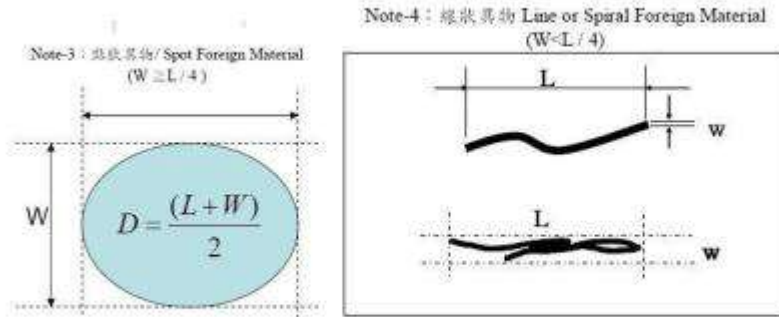 Note-3：點狀異物/ Spot Foreign Material
(W ≧L / 4 )
W
D = (L + W) / 2
Note-4：線狀異物 Line or Spiral Foreign Material
(W<L / 4)
L
W
L
W